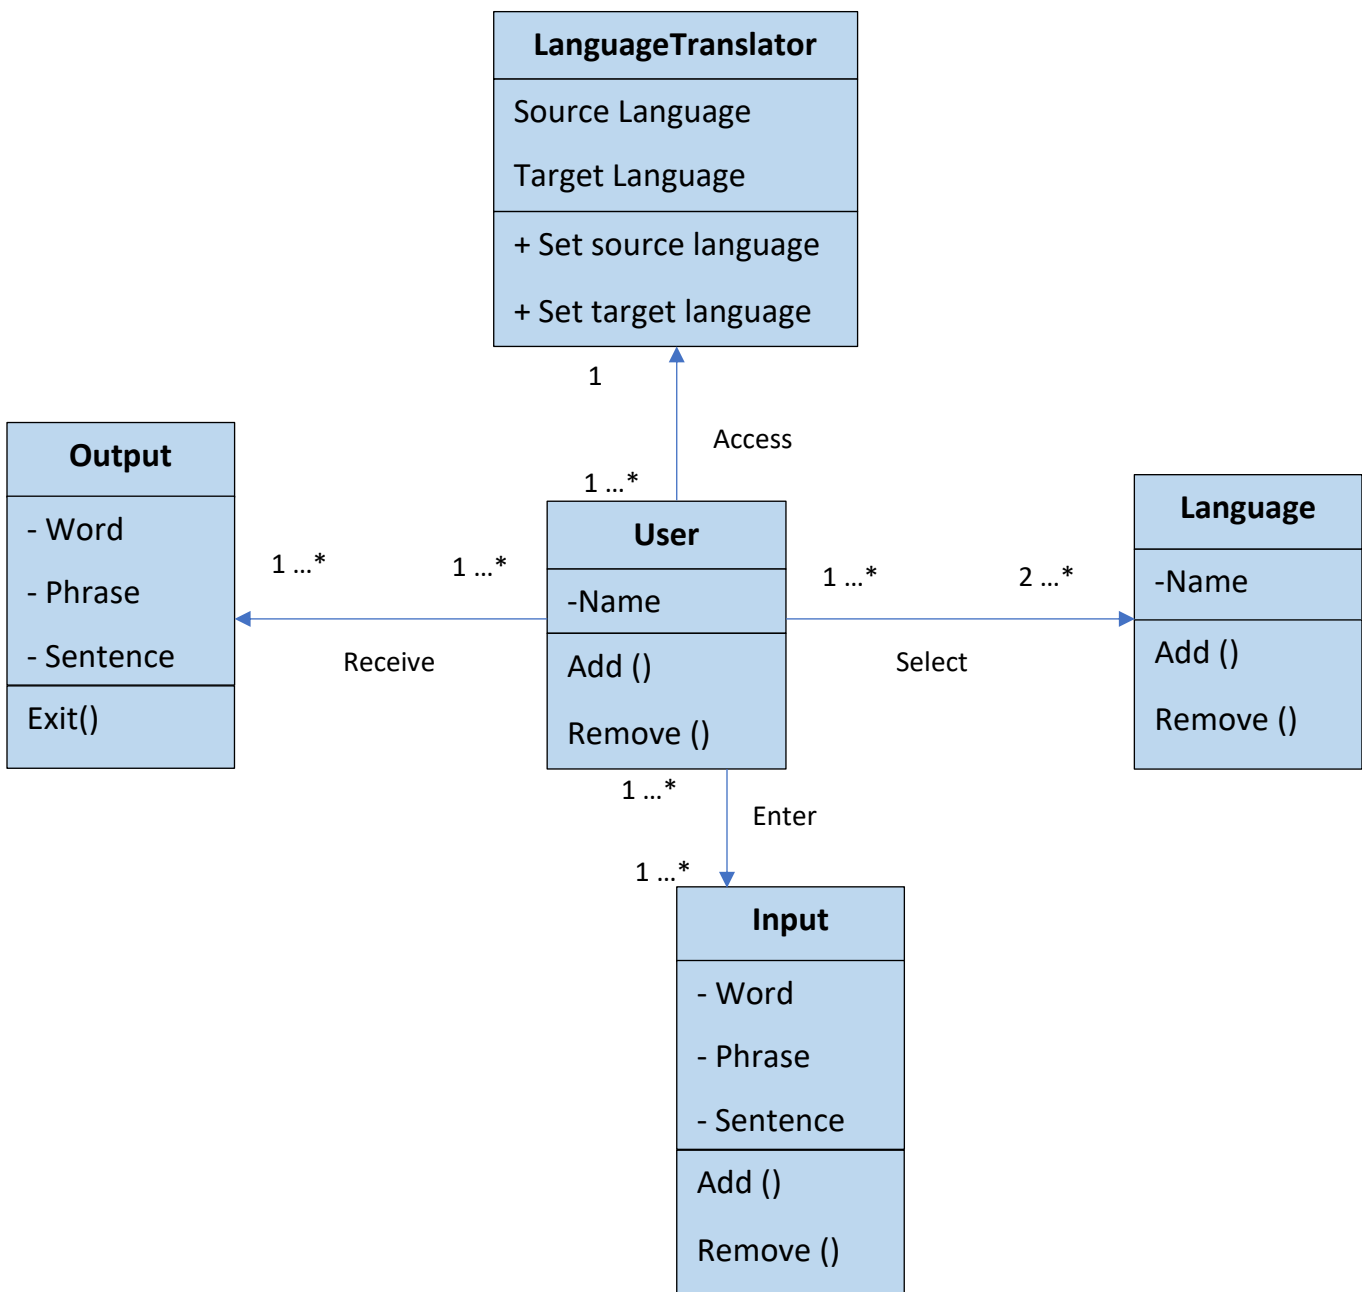 LanguageTranslator
Source Language
Target Language
+ Set source language
+ Set target language
1
Access
1 ...*
Output
- Word
- Phrase
- Sentence
Exit()
1 ...*
1 ...*
Receive
User
-Name
Add ()
Remove ()
1 ...*
2 ...*
Select
Language
-Name
Add ()
Remove ()
1 ...*
Enter
1 ...*
Input
- Word
- Phrase
- Sentence
Add ()
Remove ()